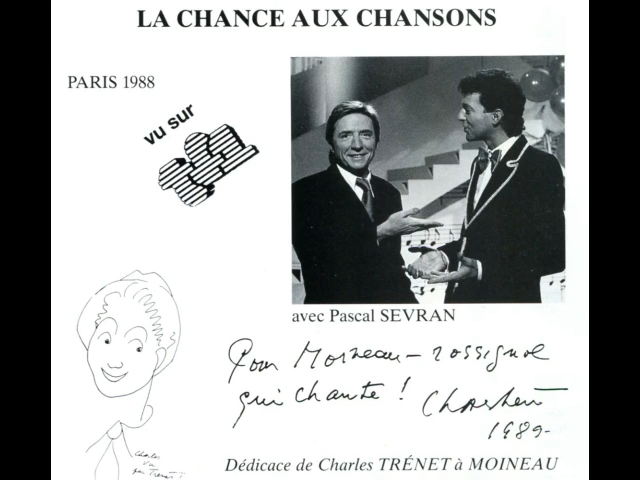 LA CHANCE AUX CHANSONS
PARIS 1988
vu sur
avec Pascal SEVRAN
Pour Moineau - rossignol
qui chante !
1989-
Charles
par Trenet !
Dédicace de Charles TRÉNET à MOINEAU